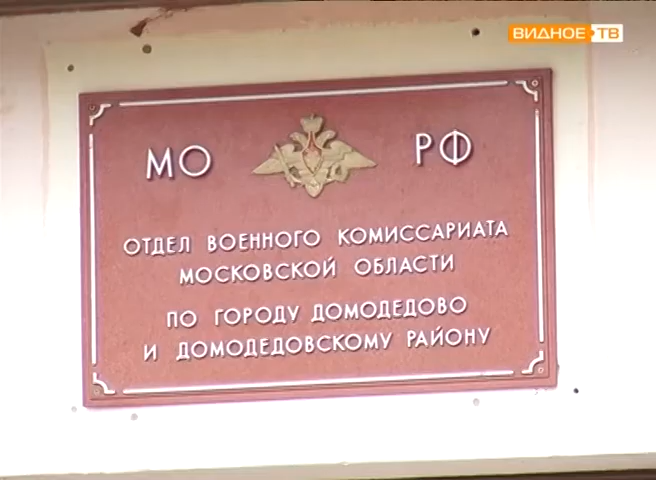 ВИДНОЕ ТВ
МО РФ
ОТДЕЛ ВОЕННОГО КОМИССАРИАТА
МОСКОВСКОЙ ОБЛАСТИ
ПО ГОРОДУ ДОМОДЕДОВО
И ДОМОДЕДОВСКОМУ РАЙОНУ